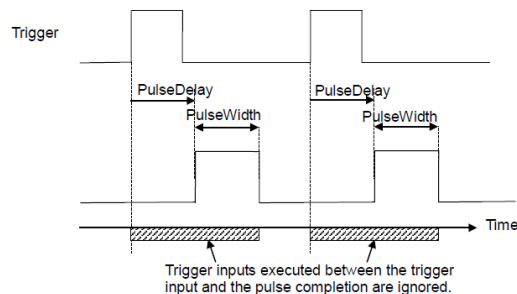 Trigger
PulseDelay
PulseDelay
PulseWidth
PulseWidth
Time
Trigger inputs executed between the trigger
input and the pulse completion are ignored.